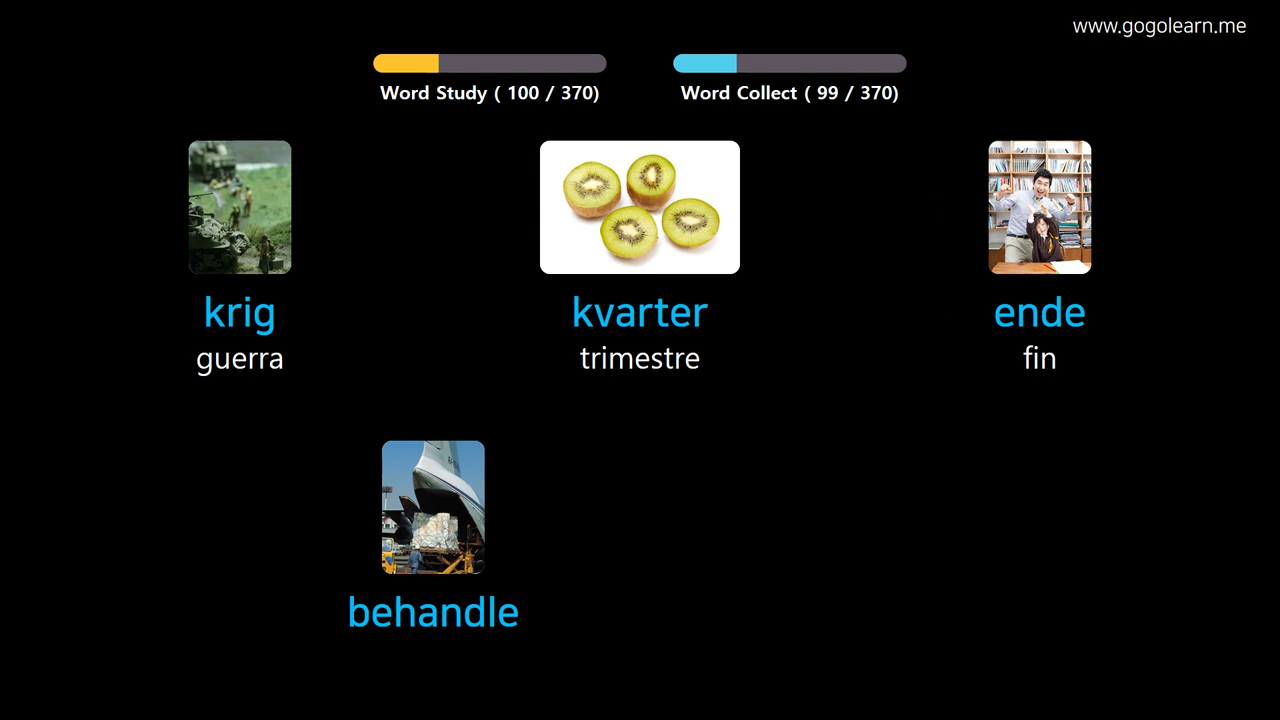 www.gogolearn.me
Word Study ( 100 / 370)
Word Collect ( 99 / 370)
krig
guerra
kvarter
trimestre
ende
fin
behandle